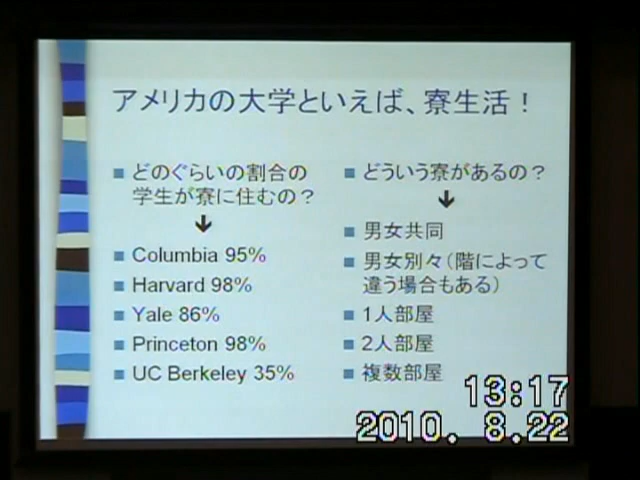 アメリカの大学といえば、寮生活！
どのぐらいの割合の
学生が寮に住むの？
↓
Columbia 95%
Harvard 98%
Yale 86%
Princeton 98%
UC Berkeley 35%
どういう寮があるの？
↓
男女共同
男女別々（階によって
違う場合もある）
1人部屋
2人部屋
複数部屋
13:17
2010. 8.22